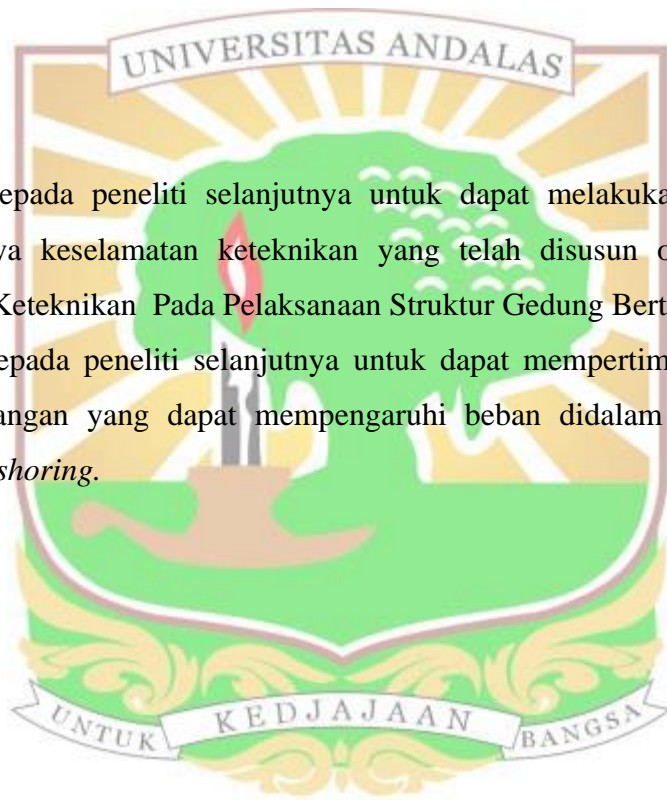 UNIVERSITAS ANDALAS
epada peneliti selanjutnya untuk dapat melakuka
ya keselamatan keteknikan yang telah disusun o
Keteknikan Pada Pelaksanaan Struktur Gedung Bert
epada peneliti selanjutnya untuk dapat mempertim
angan yang dapat mempengaruhi beban didalam
shoring.
UNTUK KEDJAJAAN BANGSA